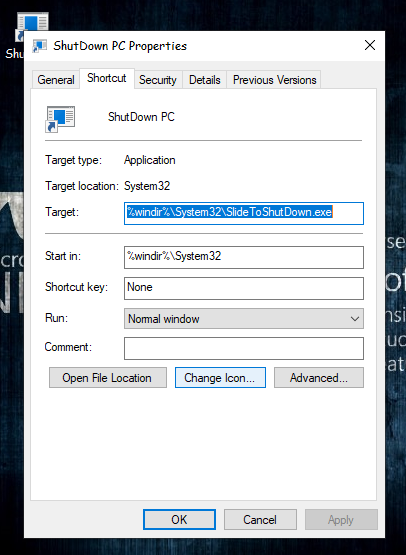 Shu
ShutDown PC Properties
General Shortcut Security Details Previous Versions
ShutDown PC
Target type: Application
Target location: System32
Target: %windir%\System32\SlideToShutDown.exe
Start in: %windir%\System32
Shortcut key: None
Run: Normal window
Comment:
Open File Location Change Icon... Advanced...
OK Cancel Apply